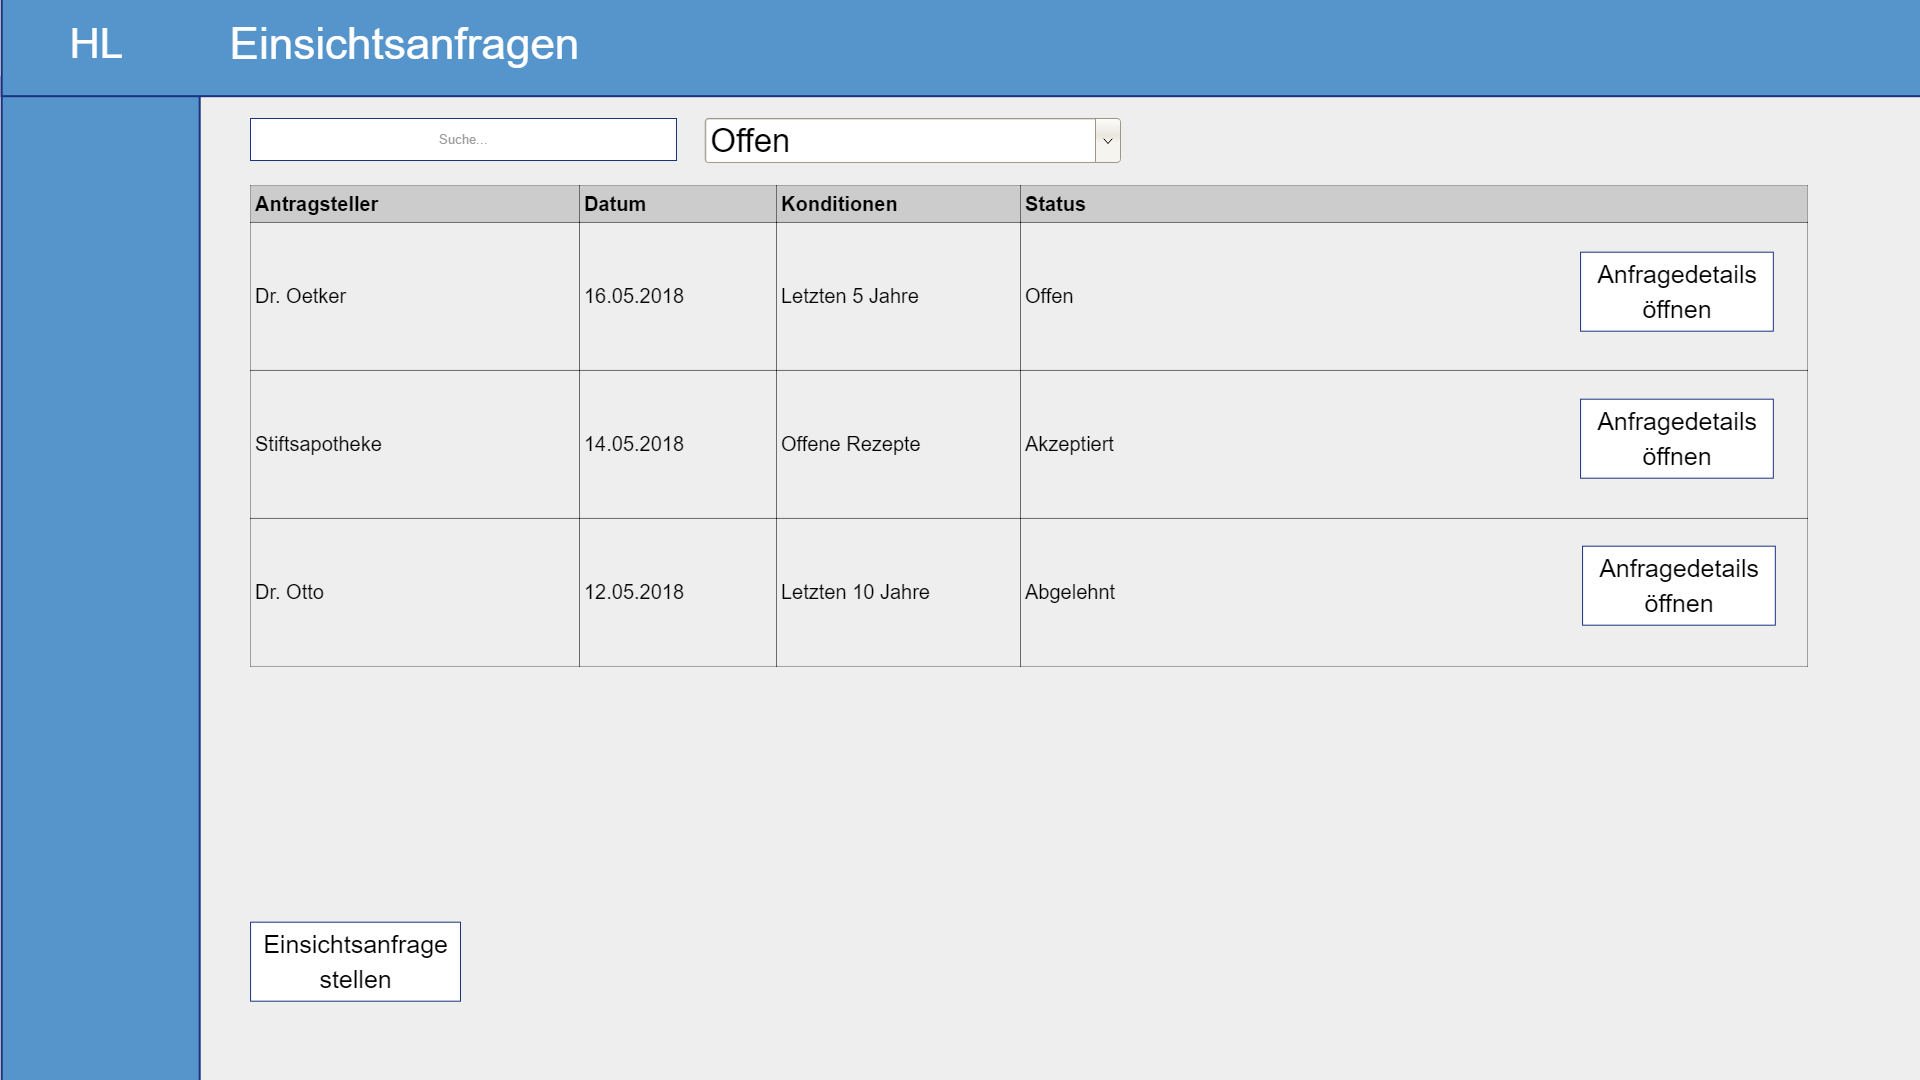 HL Einsichtsanfragen
Suche... Offen
Antragsteller Datum Konditionen Status
Dr. Oetker 16.05.2018 Letzten 5 Jahre Offen Anfragedetails
öffnen
Stiftsapotheke 14.05.2018 Offene Rezepte Akzeptiert Anfragedetails
öffnen
Dr. Otto 12.05.2018 Letzten 10 Jahre Abgelehnt Anfragedetails
öffnen
Einsichtsanfrage
stellen